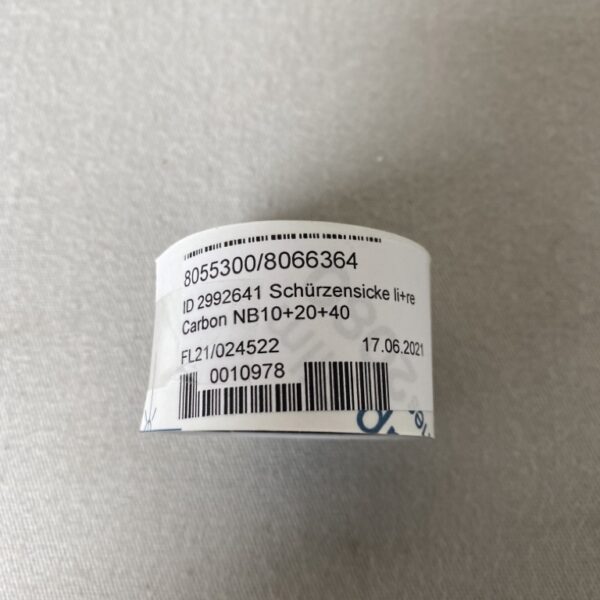 8055300/8066364
ID 2992641 Schürzensicke li+re
Carbon NB10+20+40
FL21/024522 17.06.2021
0010978